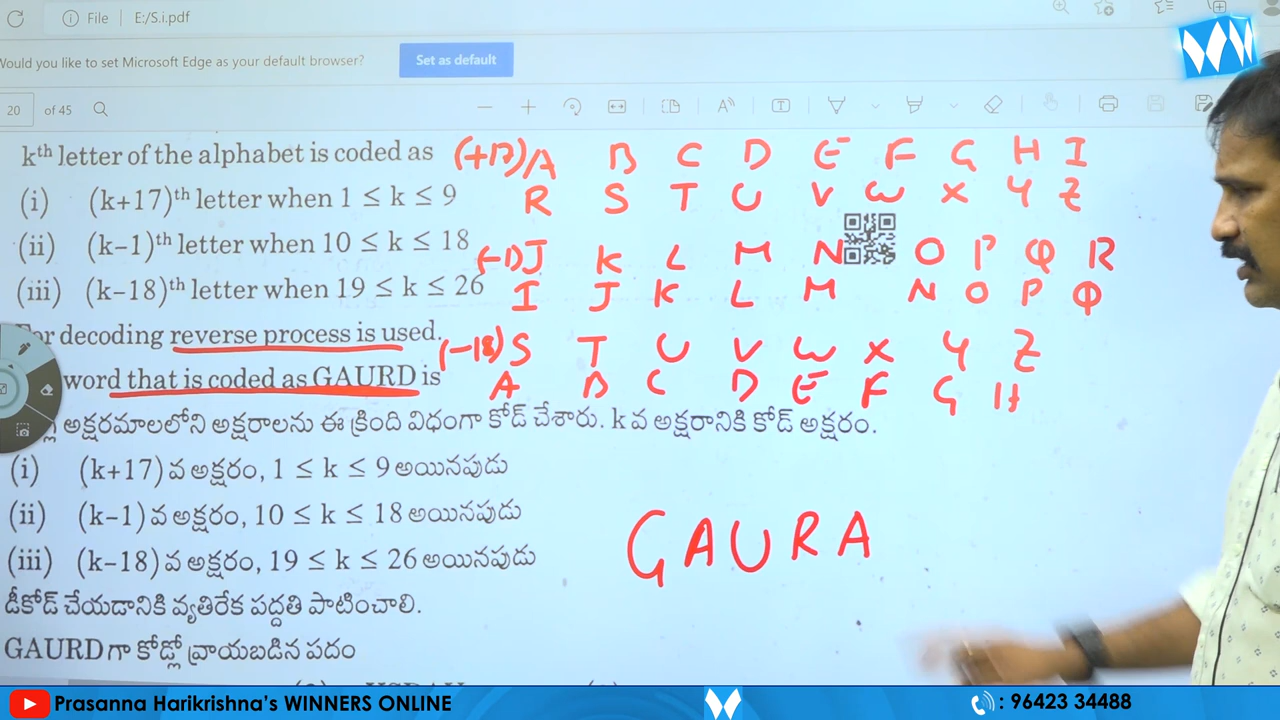 File E:/S.i.pdf
Would you like to set Microsoft Edge as your default browser? Set as default
20 of 45
kth letter of the alphabet is coded as (+17) A B C D E F G H I
(i) (k+17)th letter when 1 ≤ k ≤ 9 R S T U V W X Y Z
(ii) (k−1)th letter when 10 ≤ k ≤ 18 (-1) J K L M N O P Q R
(iii) (k−18)th letter when 19 ≤ k ≤ 26 I J K L M N O P Q
For decoding reverse process is used. (-18) S T U V W X Y Z
word that is coded as GAURD is A B C D E F G H
అక్షరమాలలోని అక్షరాలను ఈ క్రింది విధంగా కోడ్ చేశారు. k వ అక్షరానికి కోడ్ అక్షరం.
(i) (k+17) వ అక్షరం, 1 ≤ k ≤ 9 అయినపుడు
(ii) (k−1) వ అక్షరం, 10 ≤ k ≤ 18 అయినపుడు
(iii) (k−18) వ అక్షరం, 19 ≤ k ≤ 26 అయినపుడు
GAURA
డీకోడ్ చేయడానికి వ్యతిరేక పద్దతి పాటించాలి.
GAURD గా కోడ్లో వ్రాయబడిన పదం
Prasanna Harikrishna's WINNERS ONLINE : 96423 34488